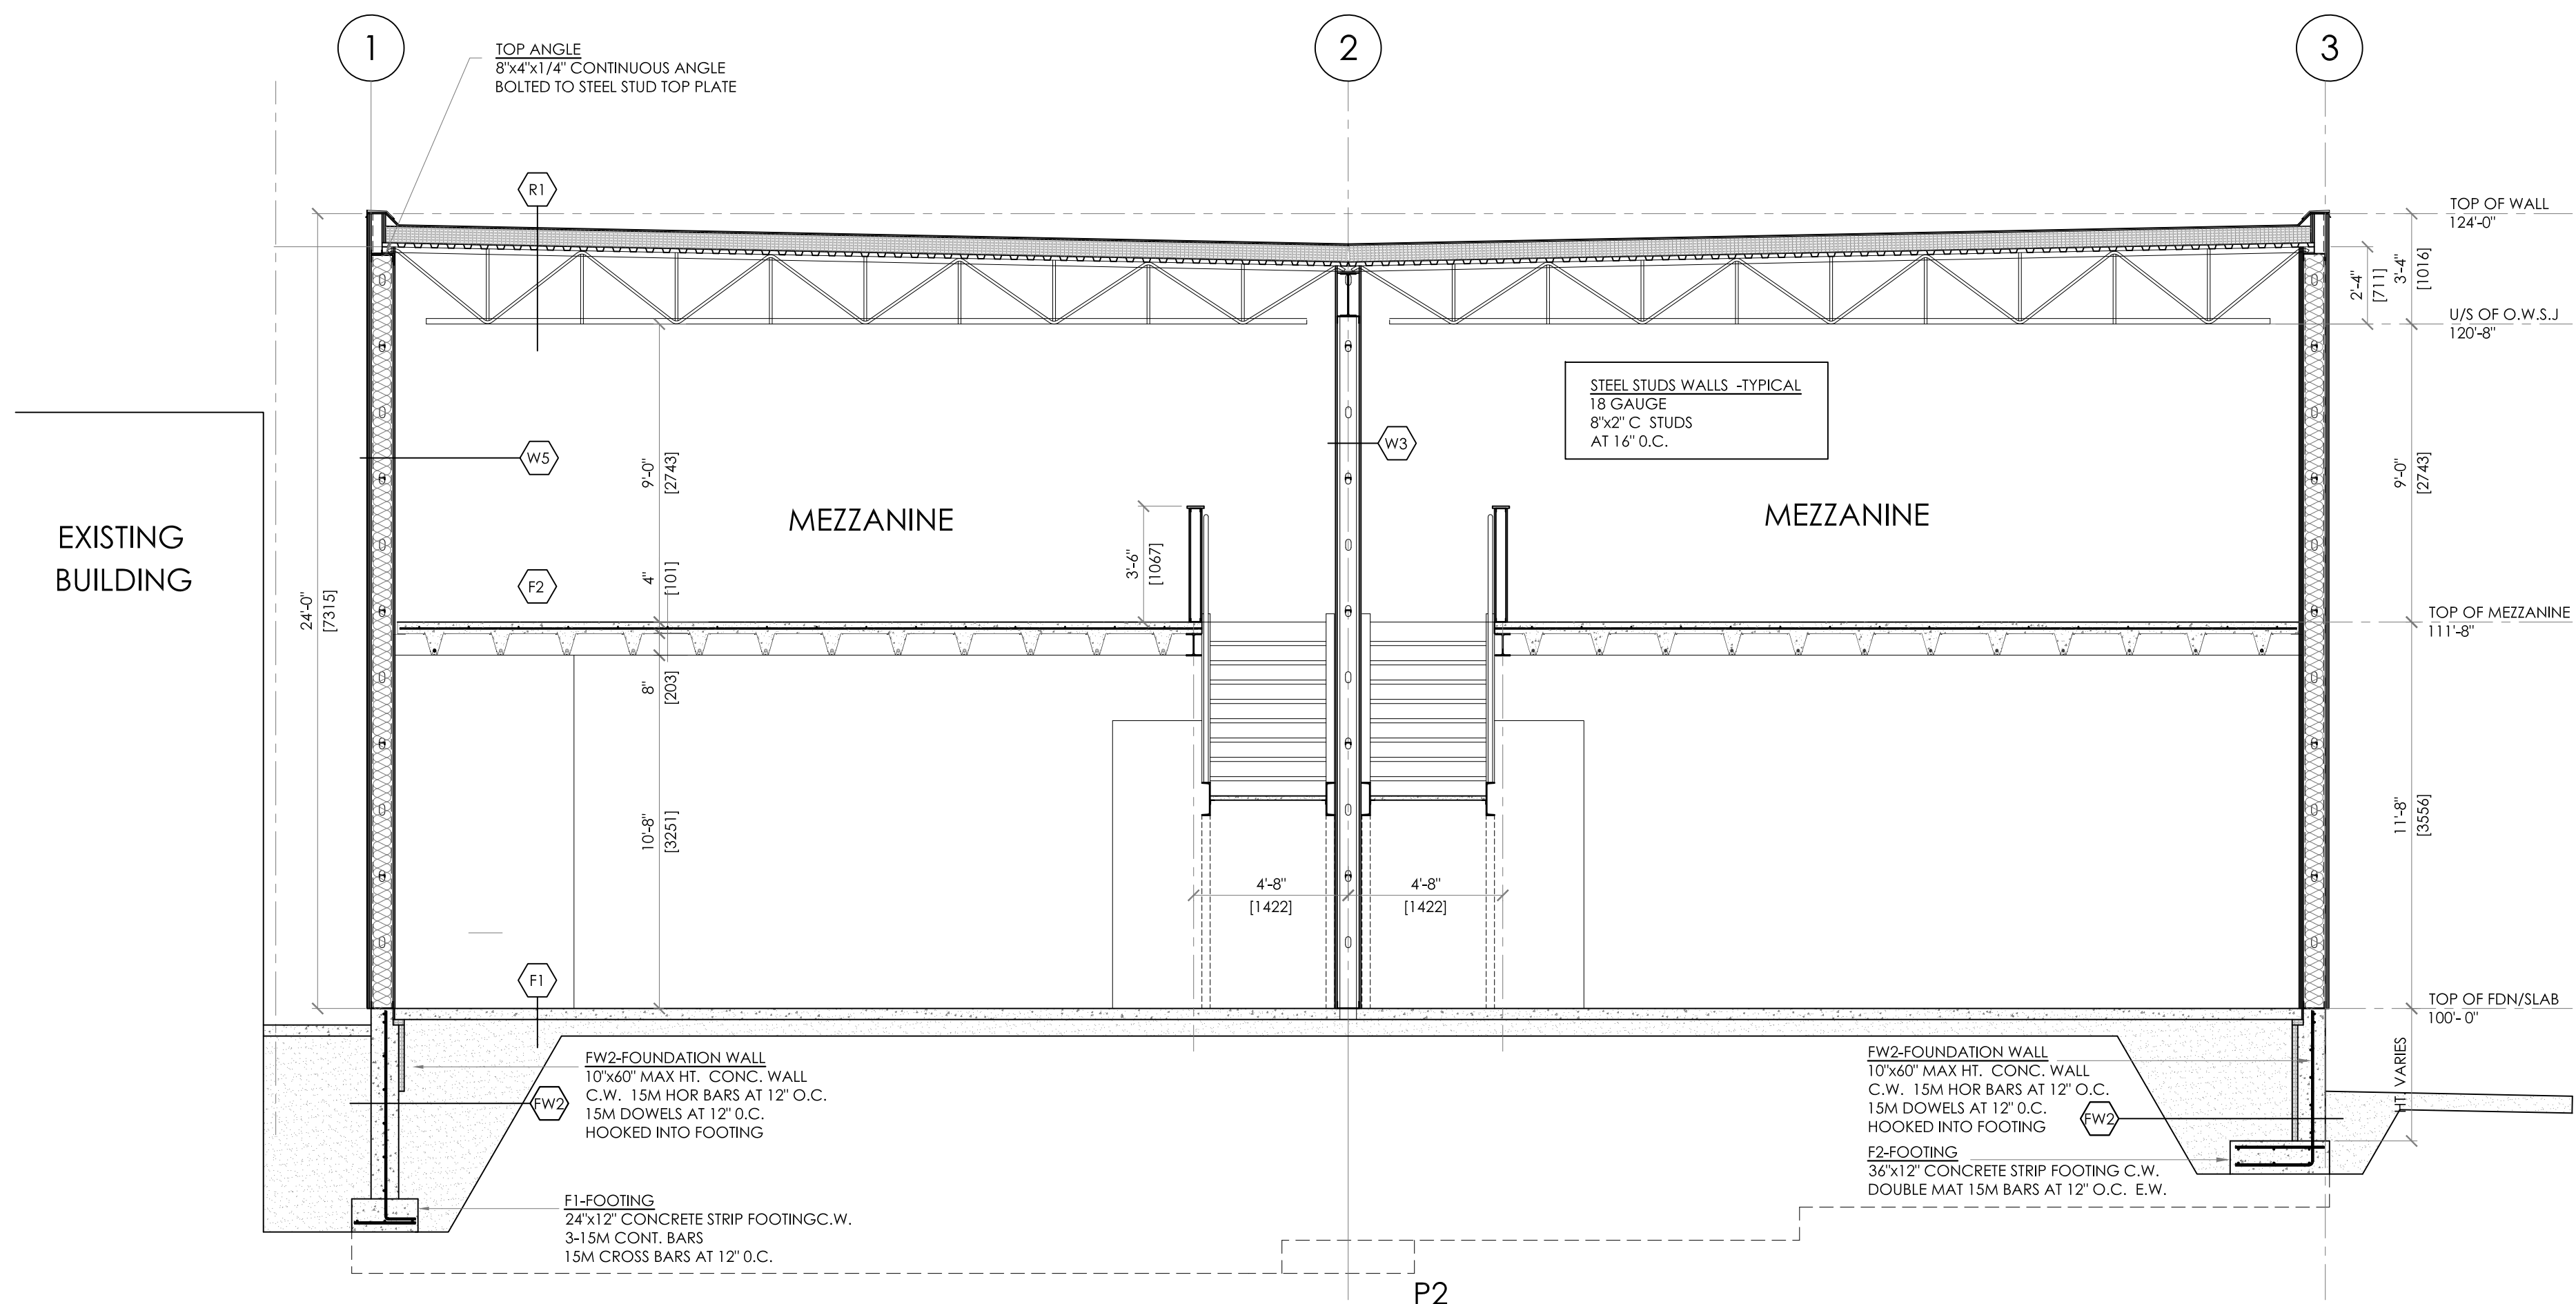 1
2
3
TOP ANGLE
8"x4"x1/4" CONTINUOUS ANGLE
BOLTED TO STEEL STUD TOP PLATE
R1
TOP OF WALL
124'-0"
2'-4"
[711]
3'-4"
[1016]
U/S OF O.W.S.J
120'-8"
STEEL STUDS WALLS -TYPICAL
18 GAUGE
8"x2" C STUDS
AT 16" O.C.
W5
W3
9'-0"
[2743]
9'-0"
[2743]
MEZZANINE
MEZZANINE
EXISTING
BUILDING
3'-6"
[1067]
F2
4"
[101]
24'-0"
[7315]
TOP OF MEZZANINE
111'-8"
8"
[203]
10'-8"
[3251]
11'-8"
[3556]
4'-8"
[1422]
4'-8"
[1422]
F1
TOP OF FDN/SLAB
100'- 0"
FW2-FOUNDATION WALL
10"x60" MAX HT. CONC. WALL
C.W. 15M HOR BARS AT 12" O.C.
15M DOWELS AT 12" O.C.
HOOKED INTO FOOTING
FW2
FW2-FOUNDATION WALL
10"x60" MAX HT. CONC. WALL
C.W. 15M HOR BARS AT 12" O.C.
15M DOWELS AT 12" O.C.
HOOKED INTO FOOTING
FW2
HT. VARIES
F2-FOOTING
36"x12" CONCRETE STRIP FOOTING C.W.
DOUBLE MAT 15M BARS AT 12" O.C. E.W.
F1-FOOTING
24"x12" CONCRETE STRIP FOOTINGC.W.
3-15M CONT. BARS
15M CROSS BARS AT 12" O.C.
P2